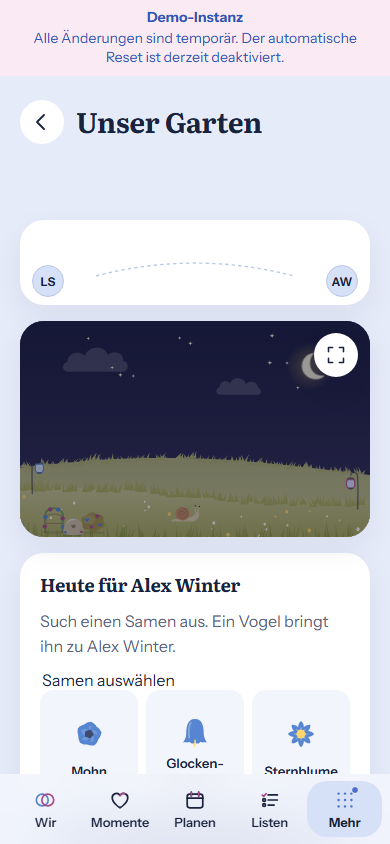 Demo-Instanz
Alle Änderungen sind temporär. Der automatische
Reset ist derzeit deaktiviert.
Unser Garten
LS
AW
Heute für Alex Winter
Such einen Samen aus. Ein Vogel bringt
ihn zu Alex Winter.
Samen auswählen
Mohn
Glocken-
Sternblume
Wir
Momente
Planen
Listen
Mehr